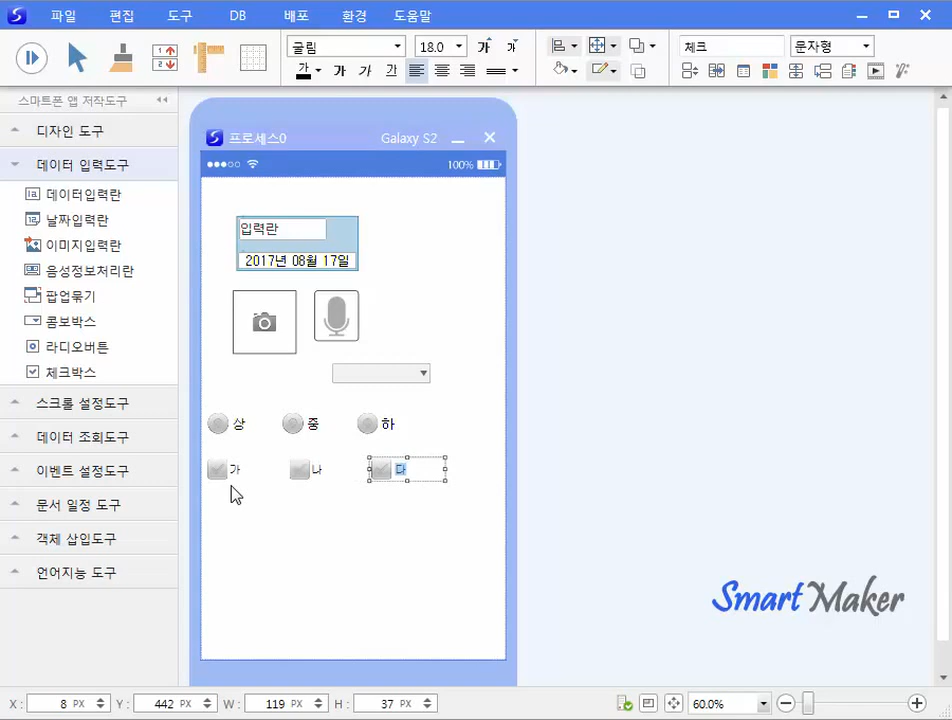 파일 편집 도구 DB 배포 환경 도움말
굴림 18.0 가 가 체크 문자형
가 가 가 가
스마트폰 앱 저작도구
디자인 도구
데이터 입력도구
데이터입력란
날짜입력란
이미지입력란
음성정보처리란
팝업묶기
콤보박스
라디오버튼
체크박스
스크롤 설정도구
데이터 조회도구
이벤트 설정도구
문서 일정 도구
객체 삽입도구
언어지능 도구
프로세스0 Galaxy S2
100%
입력란
2017년 08월 17일
상 중 하
가 나 다
Smart Maker
X : 8 PX Y : 442 PX W : 119 PX H : 37 PX 60.0%